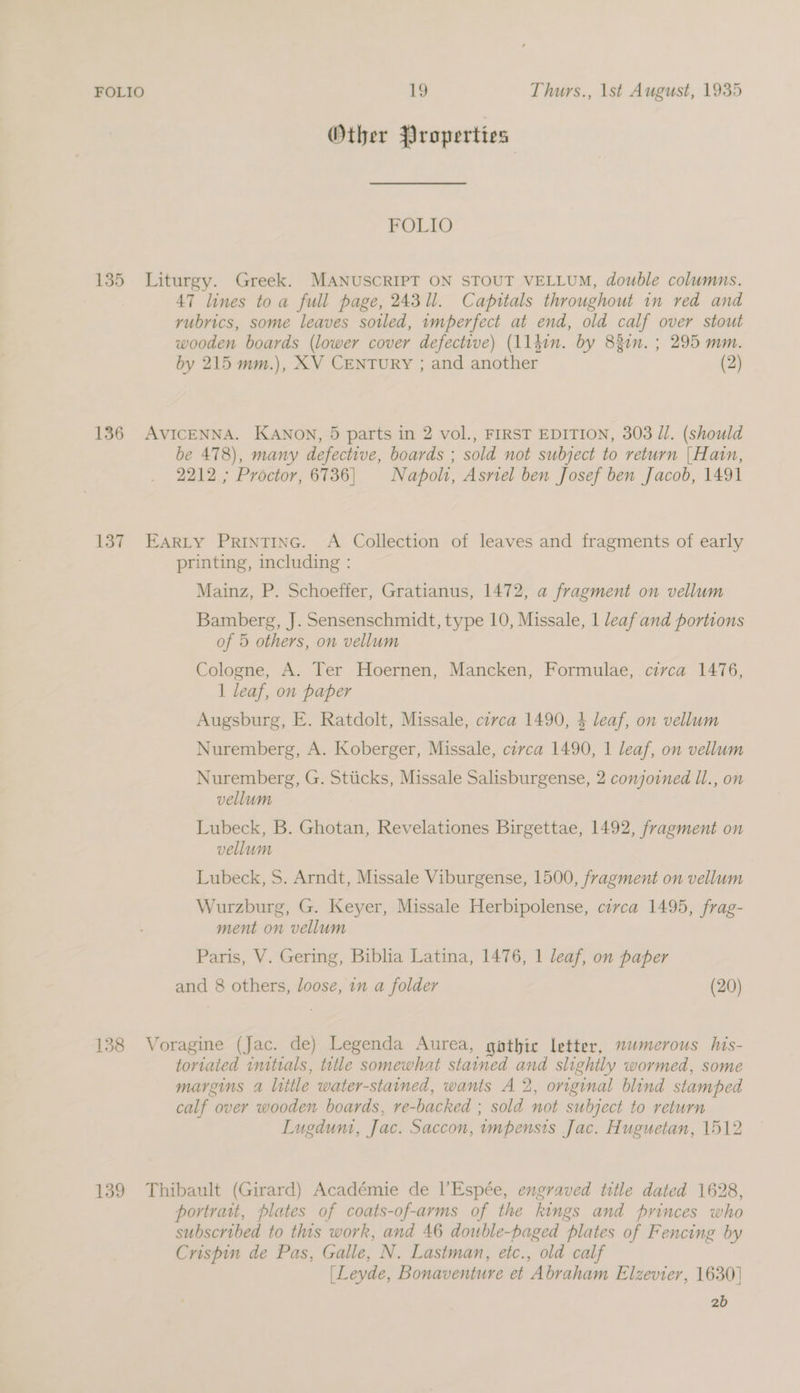 FOLIO 19 Thurs., 1st August, 1935
Other Properties
FOLIO
135 Liturgy. Greek. MANUSCRIPT ON STOUT VELLUM, double columns.
47 lines to a full page, 243 ll. Capitals throughout in red and
rubrics, some leaves soiled, imperfect at end, old calf over stout
wooden boards (lower cover defective) (11½in. by 8⅜in. ; 295 mm.
by 215 mm.), XV CENTURY ; and another (2)
136 AVICENNA. KANON, 5 parts in 2 vol., FIRST EDITION, 303 ll. (should
be 478), many defective, boards ; sold not subject to return [Hain,
2212 ; Proctor, 6736] Napoli, Asriel ben Josef ben Jacob, 1491
137 EARLY PRINTING. A Collection of leaves and fragments of early
printing, including :
Mainz, P. Schoeffer, Gratianus, 1472, a fragment on vellum
Bamberg, J. Sensenschmidt, type 10, Missale, 1 leaf and portions
of 5 others, on vellum
Cologne, A. Ter Hoernen, Mancken, Formulae, circa 1476,
1 leaf, on paper
Augsburg, E. Ratdolt, Missale, circa 1490, ½ leaf, on vellum
Nuremberg, A. Koberger, Missale, circa 1490, 1 leaf, on vellum
Nuremberg, G. Stücks, Missale Salisburgense, 2 conjoined ll., on
vellum
Lubeck, B. Ghotan, Revelationes Birgettae, 1492, fragment on
vellum
Lubeck, S. Arndt, Missale Viburgense, 1500, fragment on vellum
Wurzburg, G. Keyer, Missale Herbipolense, circa 1495, frag-
ment on vellum
Paris, V. Gering, Biblia Latina, 1476, 1 leaf, on paper
and 8 others, loose, in a folder (20)
138 Voragine (Jac. de) Legenda Aurea, gothic letter, numerous his-
toriated initials, title somewhat stained and slightly wormed, some
margins a little water-stained, wants A 2, original blind stamped
calf over wooden boards, re-backed ; sold not subject to return
Lugduni, Jac. Saccon, impensis Jac. Huguetan, 1512
139 Thibault (Girard) Académie de l'Espée, engraved title dated 1628,
portrait, plates of coats-of-arms of the kings and princes who
subscribed to this work, and 46 double-paged plates of Fencing by
Crispin de Pas, Galle, N. Lastman, etc., old calf
[Leyde, Bonaventure et Abraham Elzevier, 1630]
2b